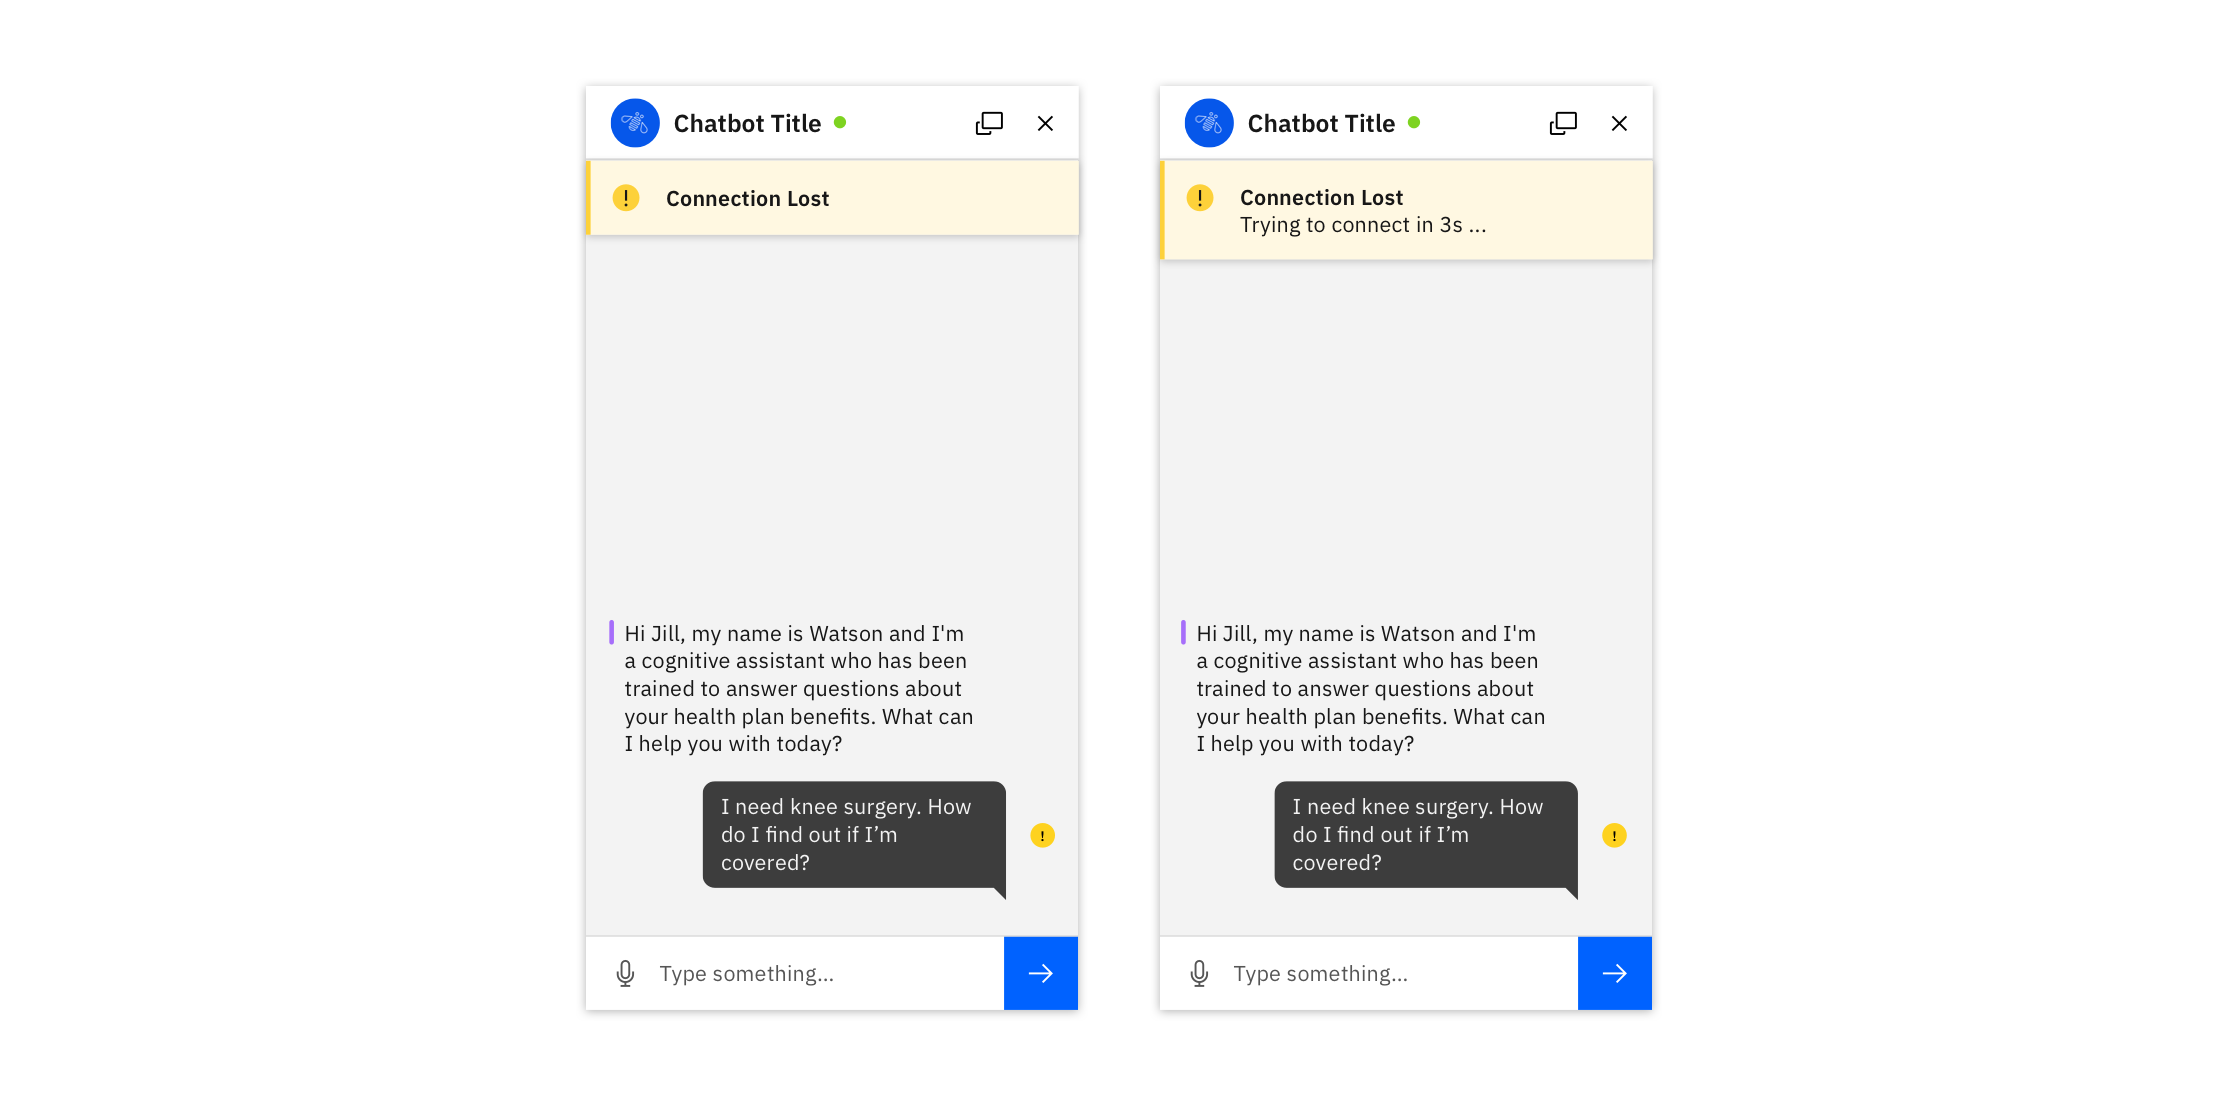 Chatbot Title
Connection Lost
Hi Jill, my name is Watson and I'm
a cognitive assistant who has been
trained to answer questions about
your health plan benefits. What can
I help you with today?
I need knee surgery. How
do I find out if I’m
covered?
Type something...
Chatbot Title
Connection Lost
Trying to connect in 3s ...
Hi Jill, my name is Watson and I'm
a cognitive assistant who has been
trained to answer questions about
your health plan benefits. What can
I help you with today?
I need knee surgery. How
do I find out if I’m
covered?
Type something...